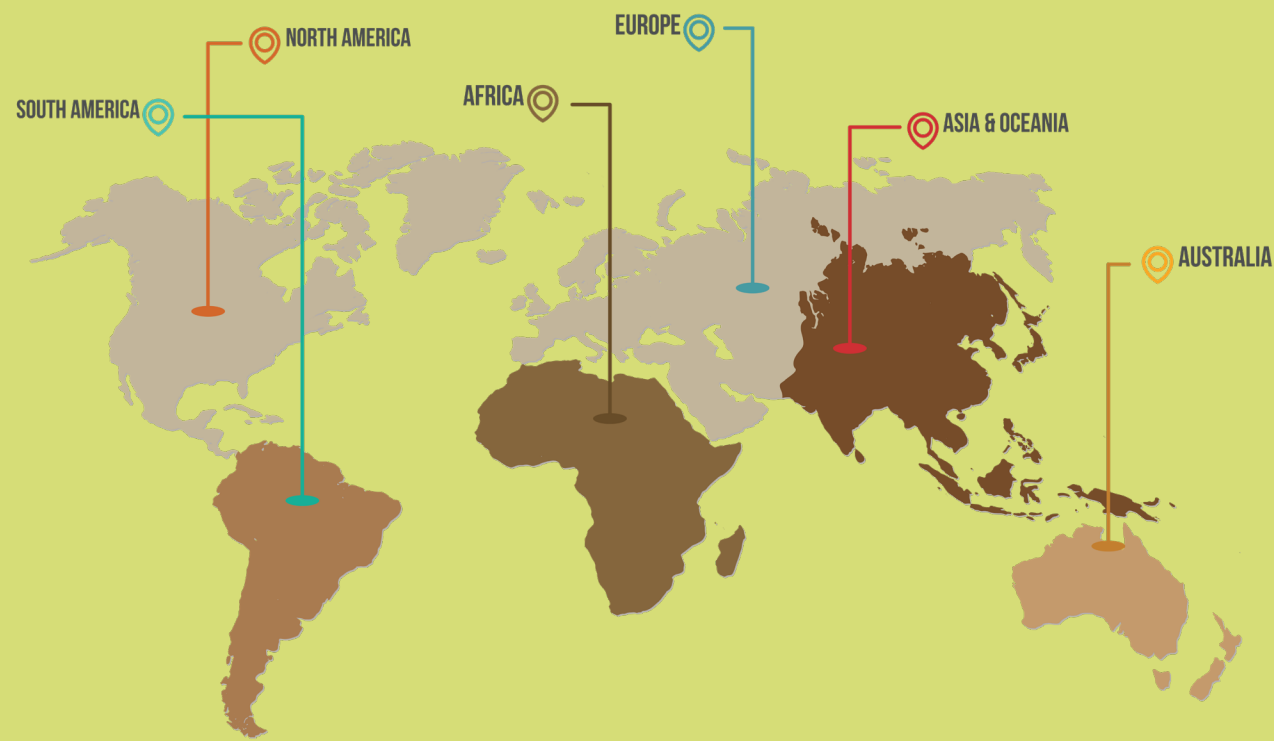 EUROPE
NORTH AMERICA
AFRICA
SOUTH AMERICA
ASIA & OCEANIA
AUSTRALIA